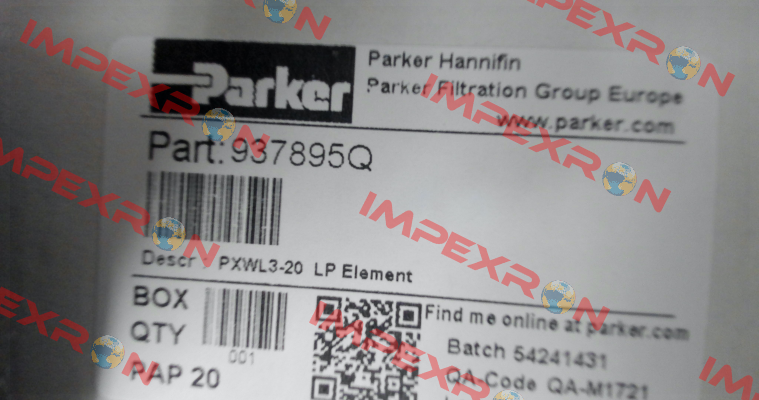 Parker
Parker Hannifin
Parker Filtration Group Europe
www.parker.com
Part: 937895Q
Descr PXWL3-20 LP Element
BOX
QTY
001
PAP 20
Find me online at parker.com
Batch 54241431
QA-Code QA-M1721
IMPEXRON
IMPEXRON
IMPEXRON
IMPEXRON
IMPEXRON